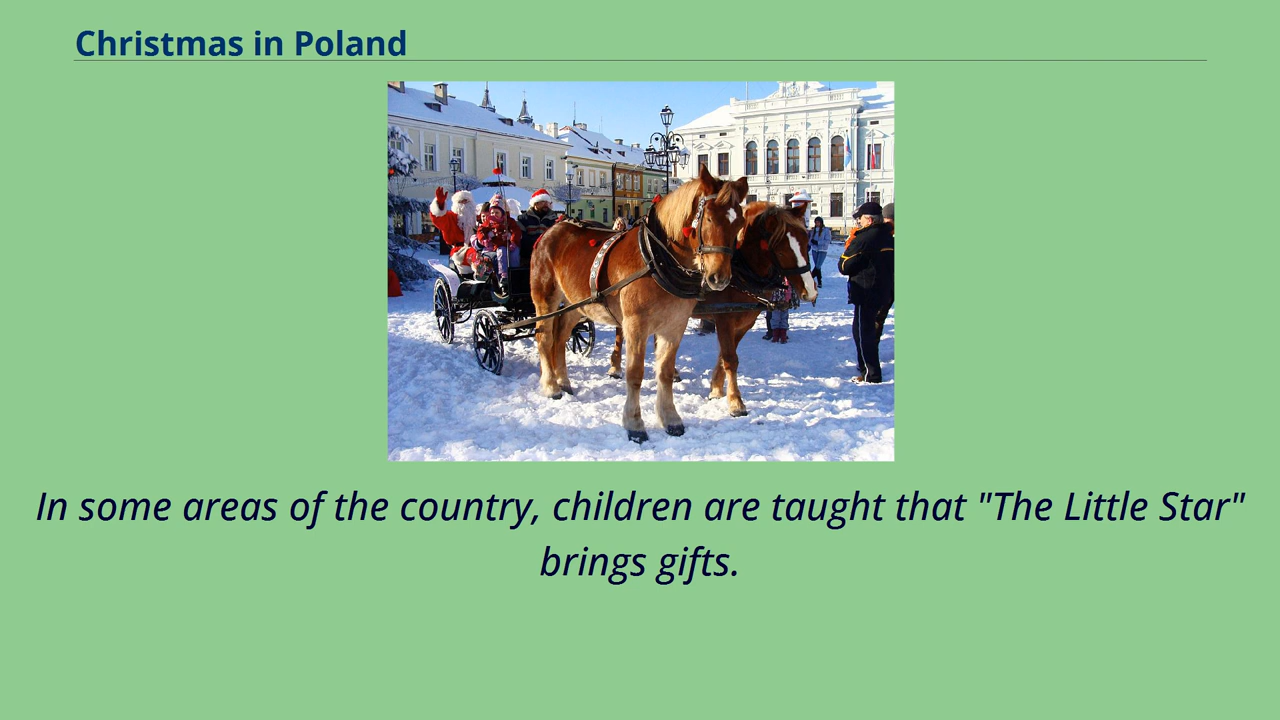 Christmas in Poland
In some areas of the country, children are taught that "The Little Star"
brings gifts.